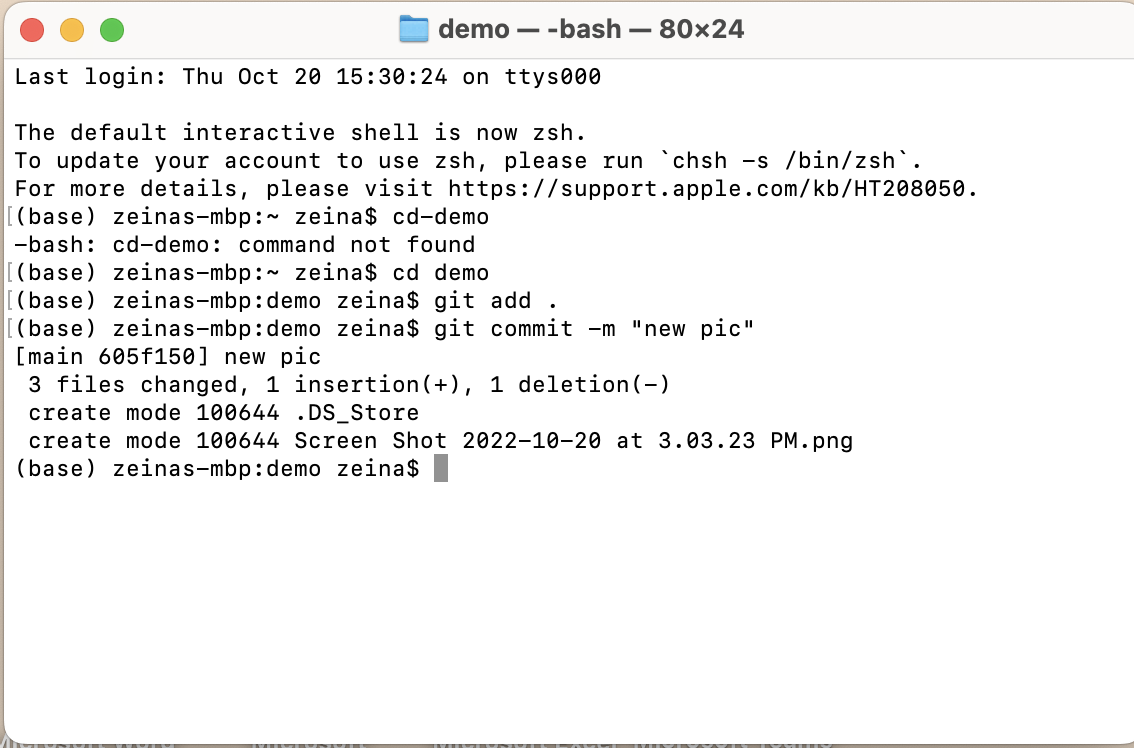 demo — -bash — 80×24
Last login: Thu Oct 20 15:30:24 on ttys000
The default interactive shell is now zsh.
To update your account to use zsh, please run `chsh -s /bin/zsh`.
For more details, please visit https://support.apple.com/kb/HT208050.
[(base) zeinas-mbp:~ zeina$ cd-demo
-bash: cd-demo: command not found
[(base) zeinas-mbp:~ zeina$ cd demo
[(base) zeinas-mbp:demo zeina$ git add .
[(base) zeinas-mbp:demo zeina$ git commit -m "new pic"
[main 605f150] new pic
 3 files changed, 1 insertion(+), 1 deletion(-)
 create mode 100644 .DS_Store
 create mode 100644 Screen Shot 2022-10-20 at 3.03.23 PM.png
(base) zeinas-mbp:demo zeina$